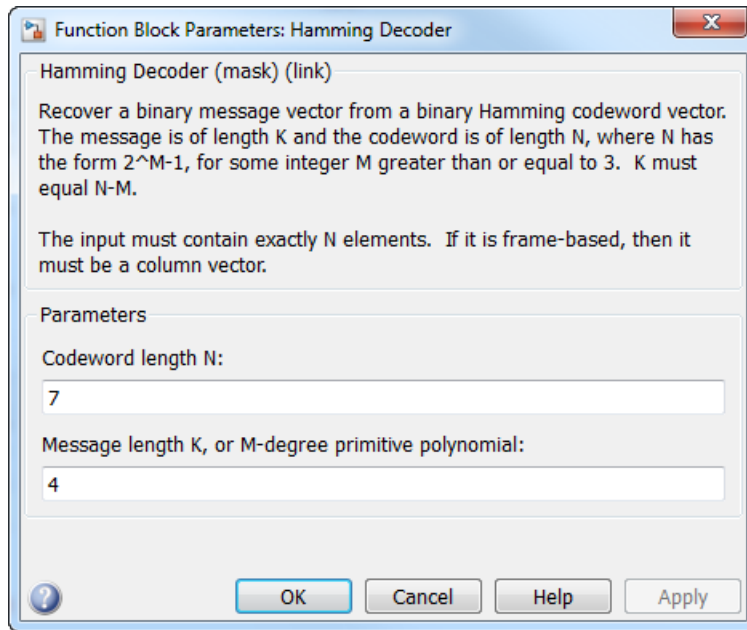 Function Block Parameters: Hamming Decoder
Hamming Decoder (mask) (link)
Recover a binary message vector from a binary Hamming codeword vector.
The message is of length K and the codeword is of length N, where N has
the form 2^M-1, for some integer M greater than or equal to 3.  K must
equal N-M.
The input must contain exactly N elements.  If it is frame-based, then it
must be a column vector.
Parameters
Codeword length N:
7
Message length K, or M-degree primitive polynomial:
4
OK Cancel Help Apply